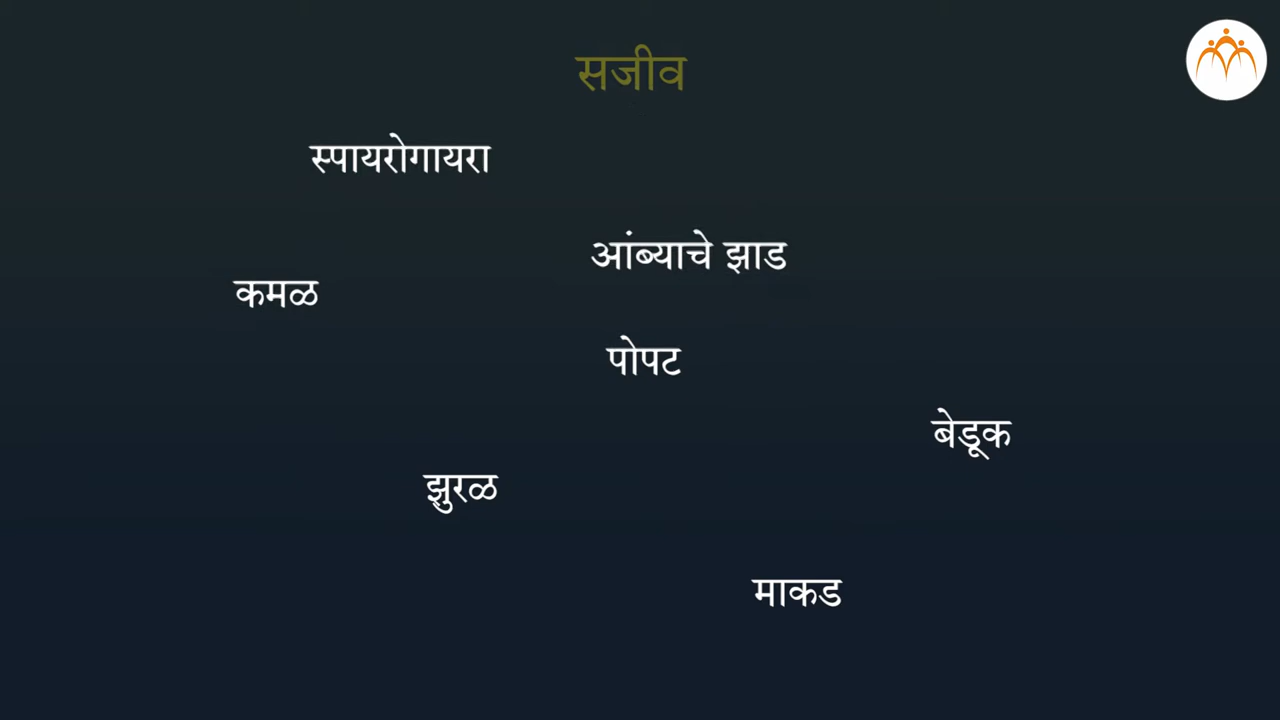 सजीव
स्पायरोगायरा
आंब्याचे झाड
कमळ
पोपट
बेडूक
झुरळ
माकड